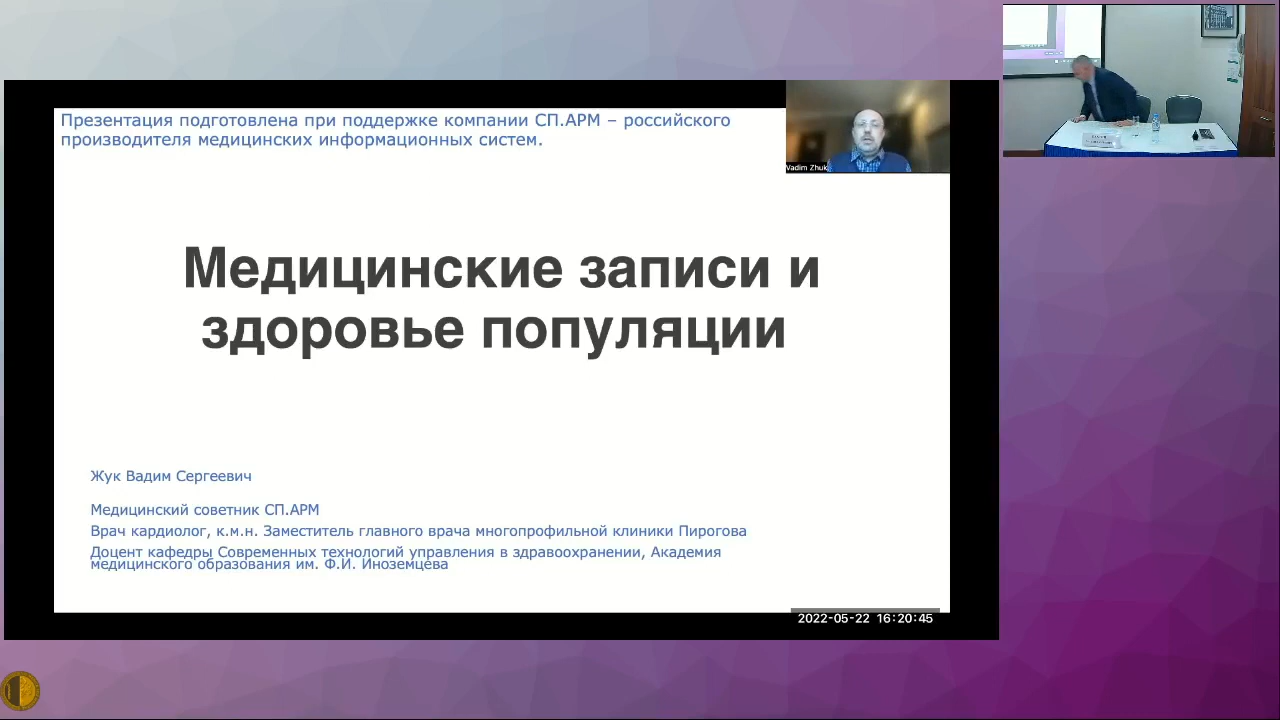 Презентация подготовлена при поддержке компании СП.АРМ – российского
производителя медицинских информационных систем.
Vadim Zhuk
Медицинские записи и
здоровье популяции
Жук Вадим Сергеевич
Медицинский советник СП.АРМ
Врач кардиолог, к.м.н. Заместитель главного врача многопрофильной клиники Пирогова
Доцент кафедры Современных технологий управления в здравоохранении, Академия
медицинского образования им. Ф.И. Иноземцева
2022-05-22 16:20:45